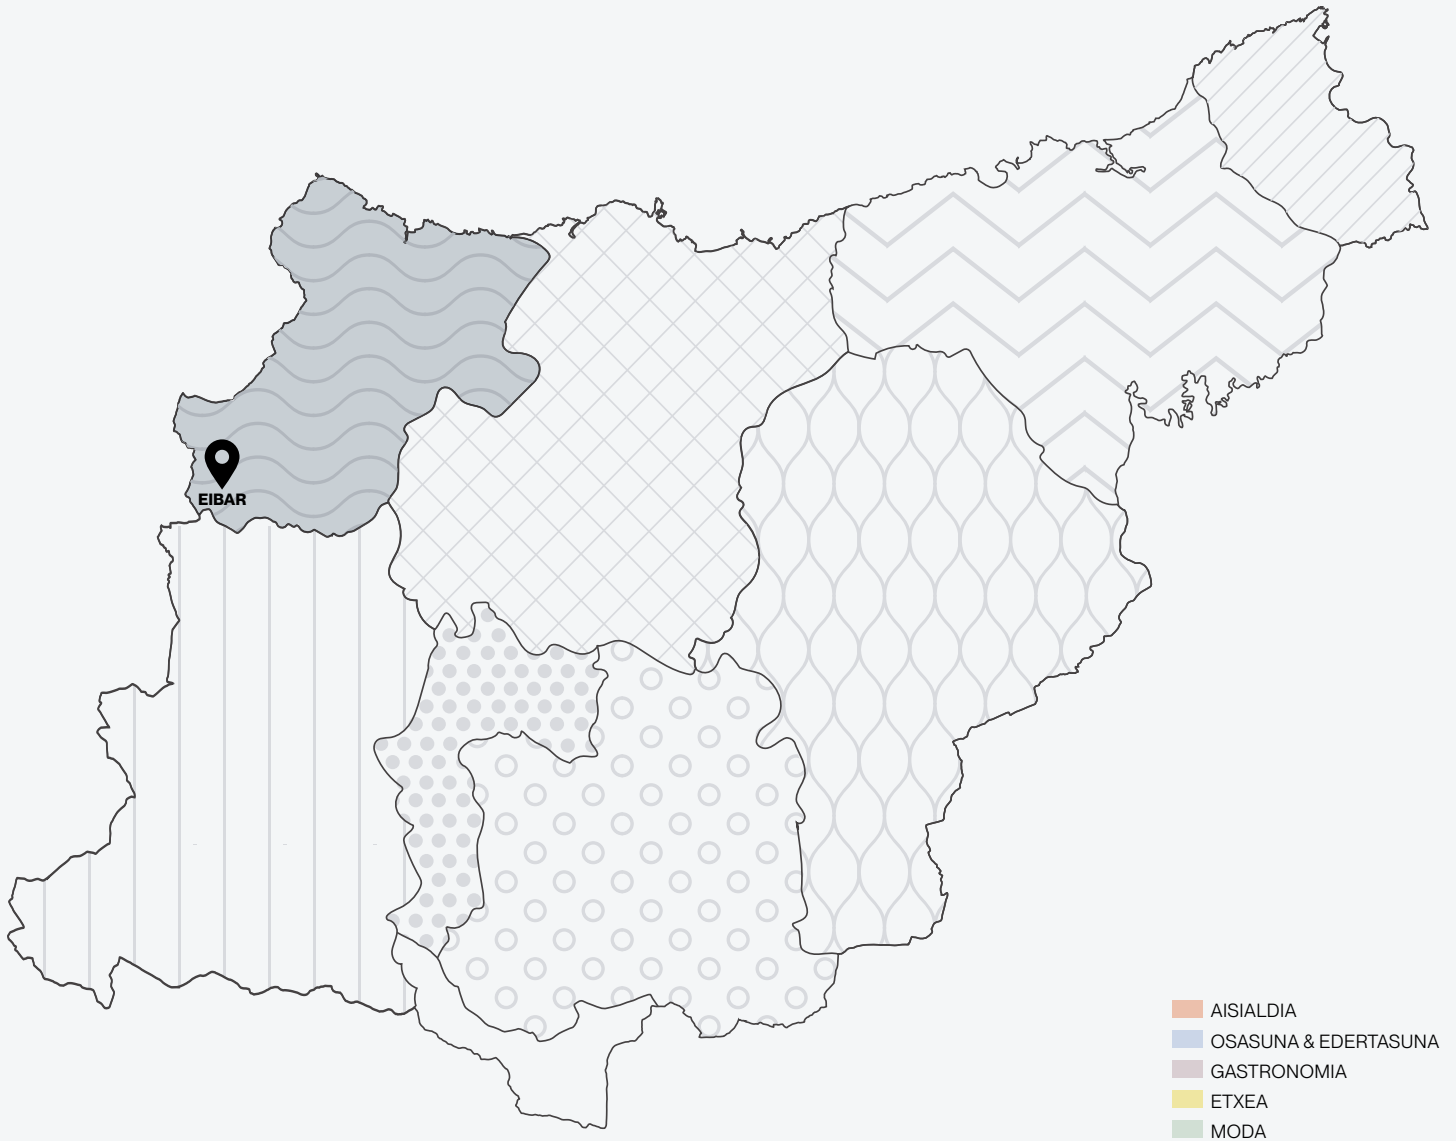 EIBAR
AISIALDIA
OSASUNA & EDERTASUNA
GASTRONOMIA
ETXEA
MODA